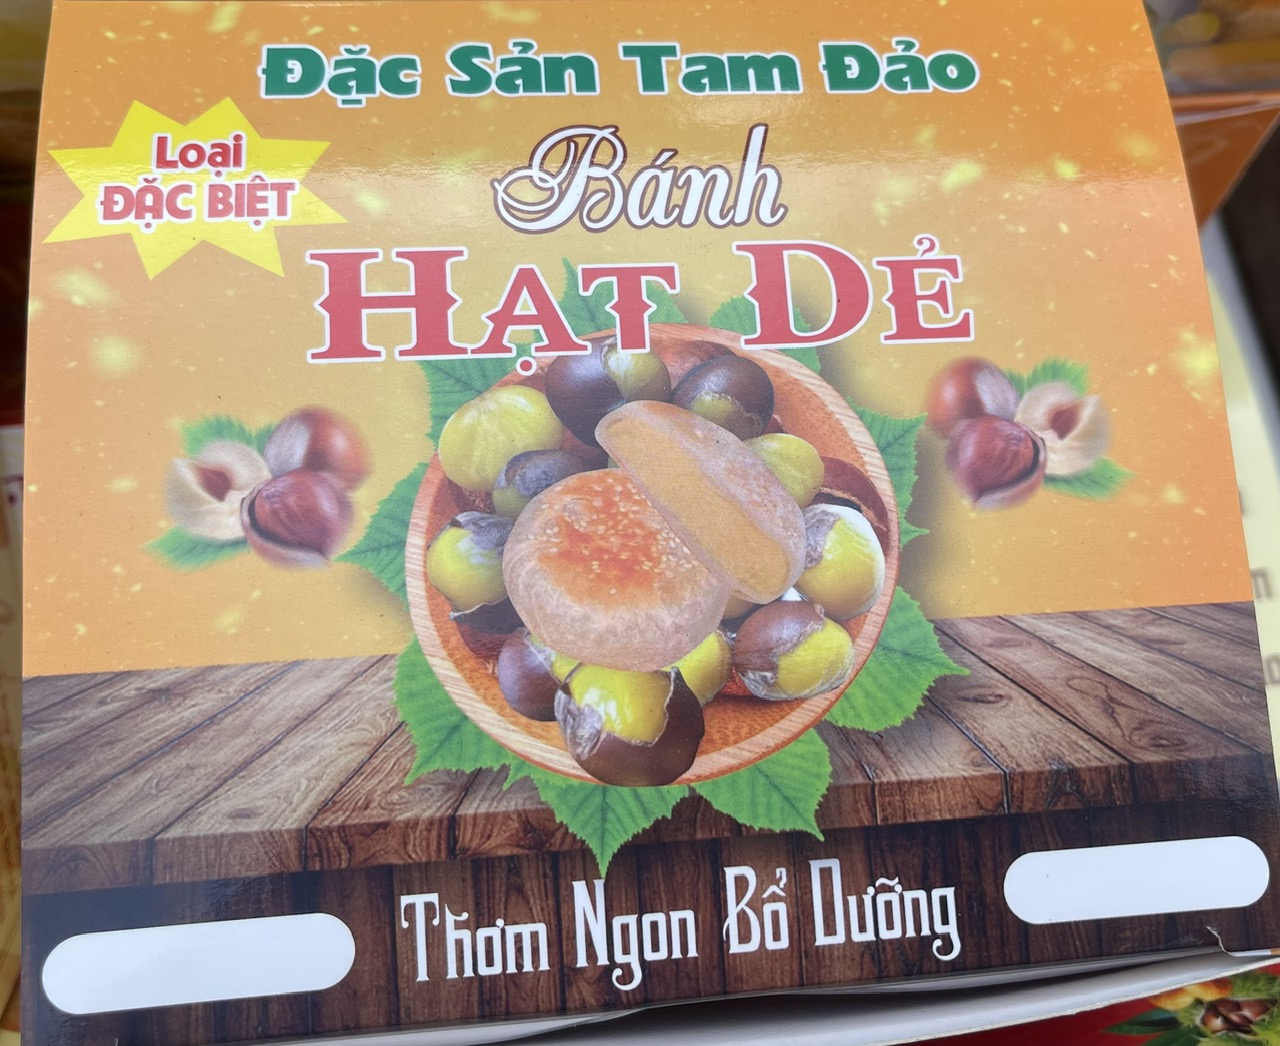 Đặc Sản Tam Đảo
Loại
ĐẶC BIỆT
Bánh
HẠT DẺ
Thơm Ngon Bổ Dưỡng